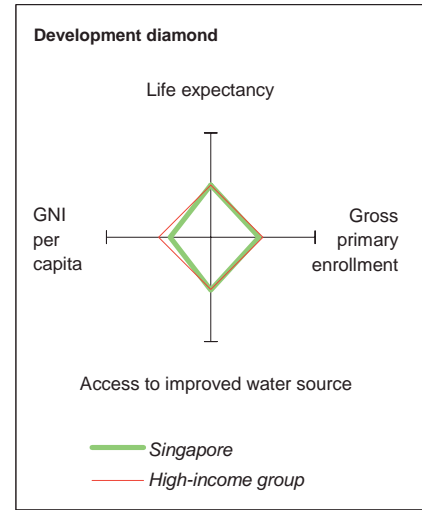 Development diamond
Life expectancy
GNI
per
capita
Gross
primary
enrollment
Access to improved water source
Singapore
High-income group